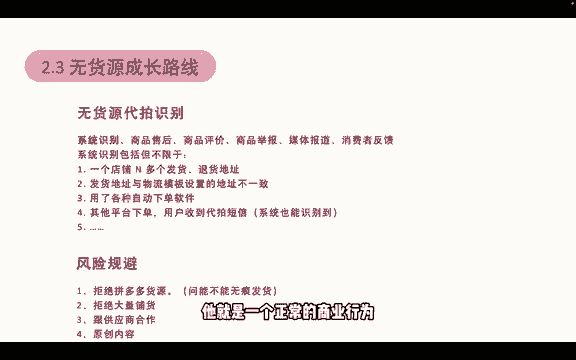 2.3 无货源成长路线
无货源代拍识别
系统识别、商品售后、商品评价、商品举报、媒体报道、消费者反馈
系统识别包括但不限于：
1. 一个店铺 N 多个发货、退货地址
2. 发货地址与物流模板设置的地址不一致
3. 用了各种自动下单软件
4. 其他平台下单，用户收到代拍短信（系统也能识别到）
5. ……
风险规避
1、拒绝拼多多货源。（问能不能无痕发货）
2、拒绝大量铺货
他就是一个正常的商业行为
3、跟供应商合作
4、原创内容